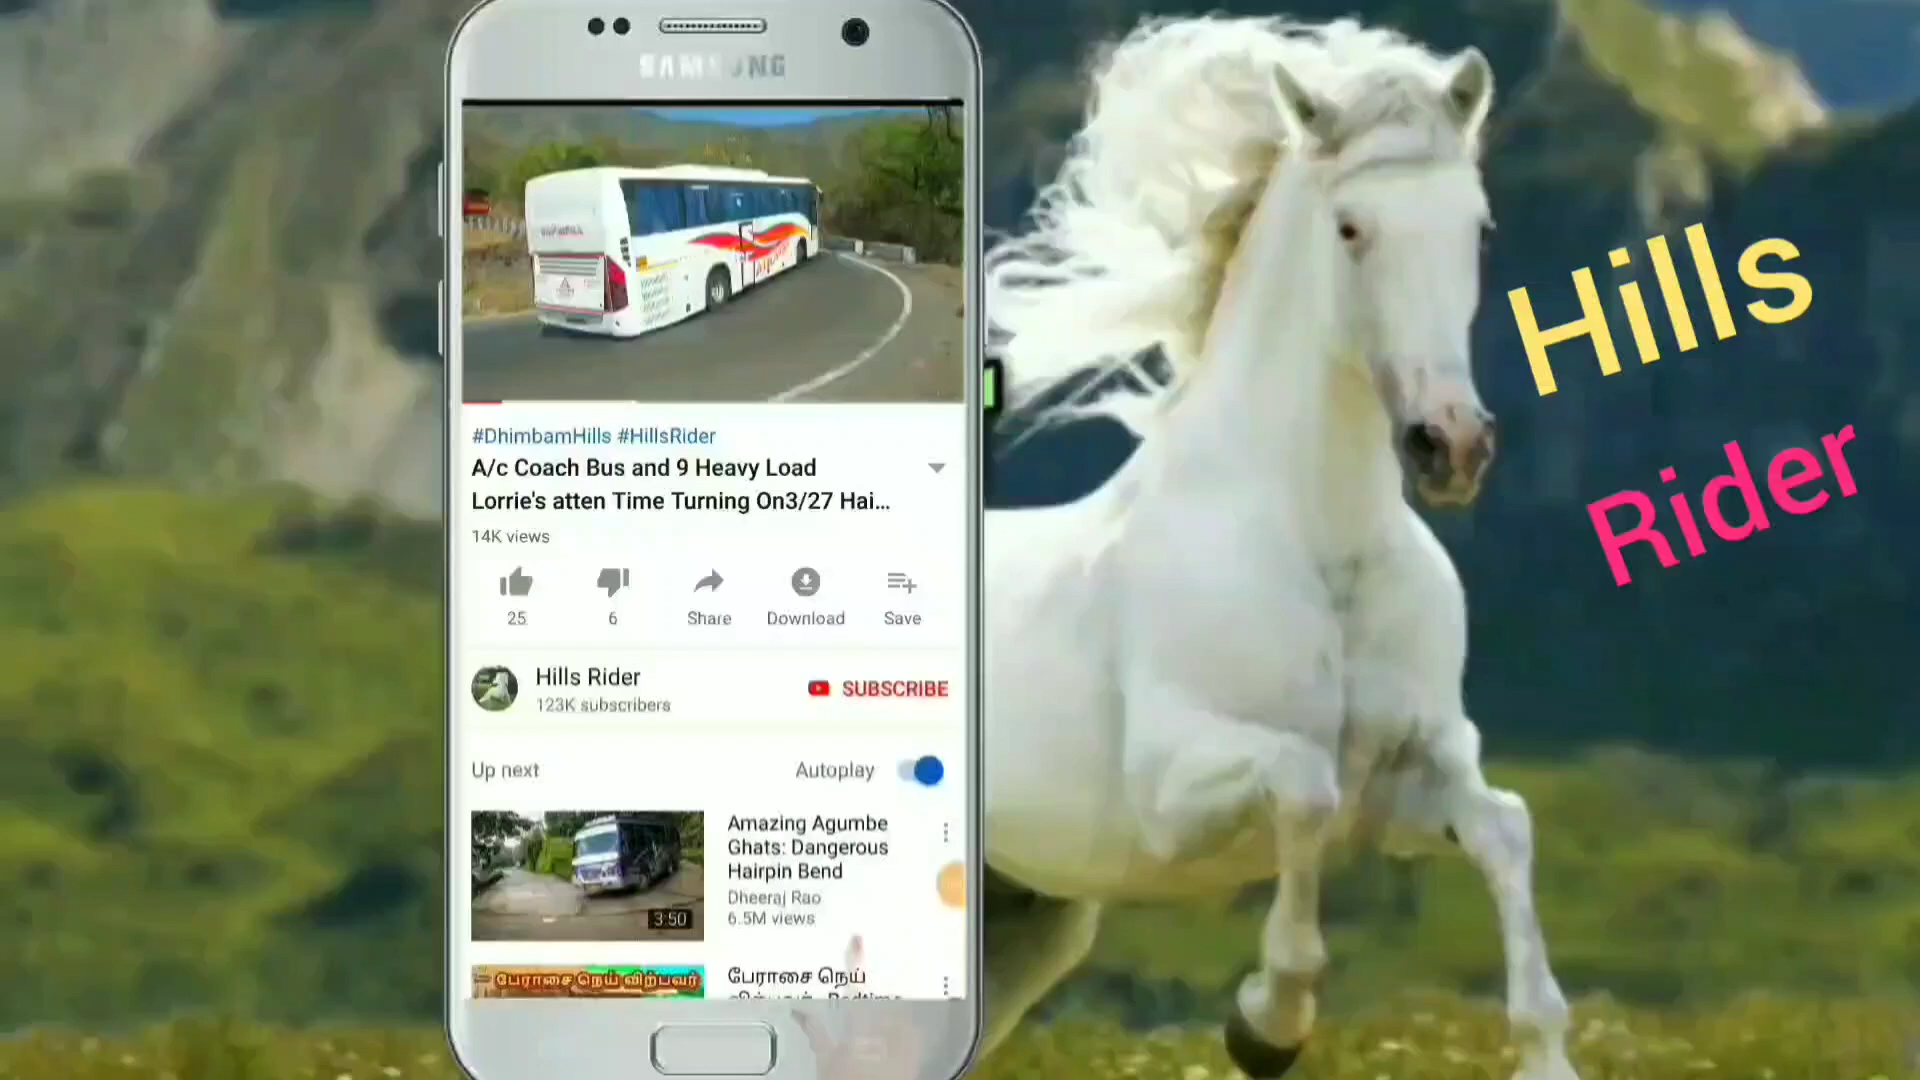 SAMSUNG
#DhimbamHills #HillsRider
A/c Coach Bus and 9 Heavy Load
Lorrie's atten Time Turning On3/27 Hai...
14K views
25
6
Share
Download
Save
Hills Rider
123K subscribers
SUBSCRIBE
Up next
Autoplay
Amazing Agumbe
Ghats: Dangerous
Hairpin Bend
Dheeraj Rao
6.5M views
3:50
பேராசை நெய் விற்பவர்
பேராசை நெய்
Hills
Rider